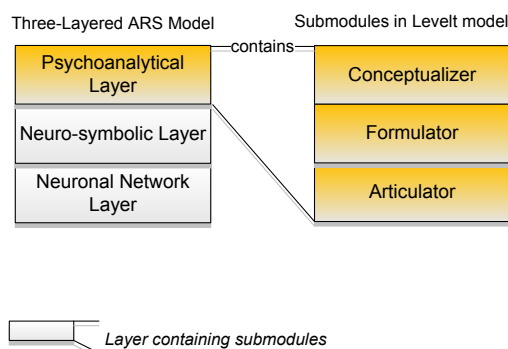 Three-Layered ARS Model
Submodules in Levelt model
contains
Psychoanalytical
Layer
Neuro-symbolic Layer
Neuronal Network
Layer
Conceptualizer
Formulator
Articulator
Layer containing submodules